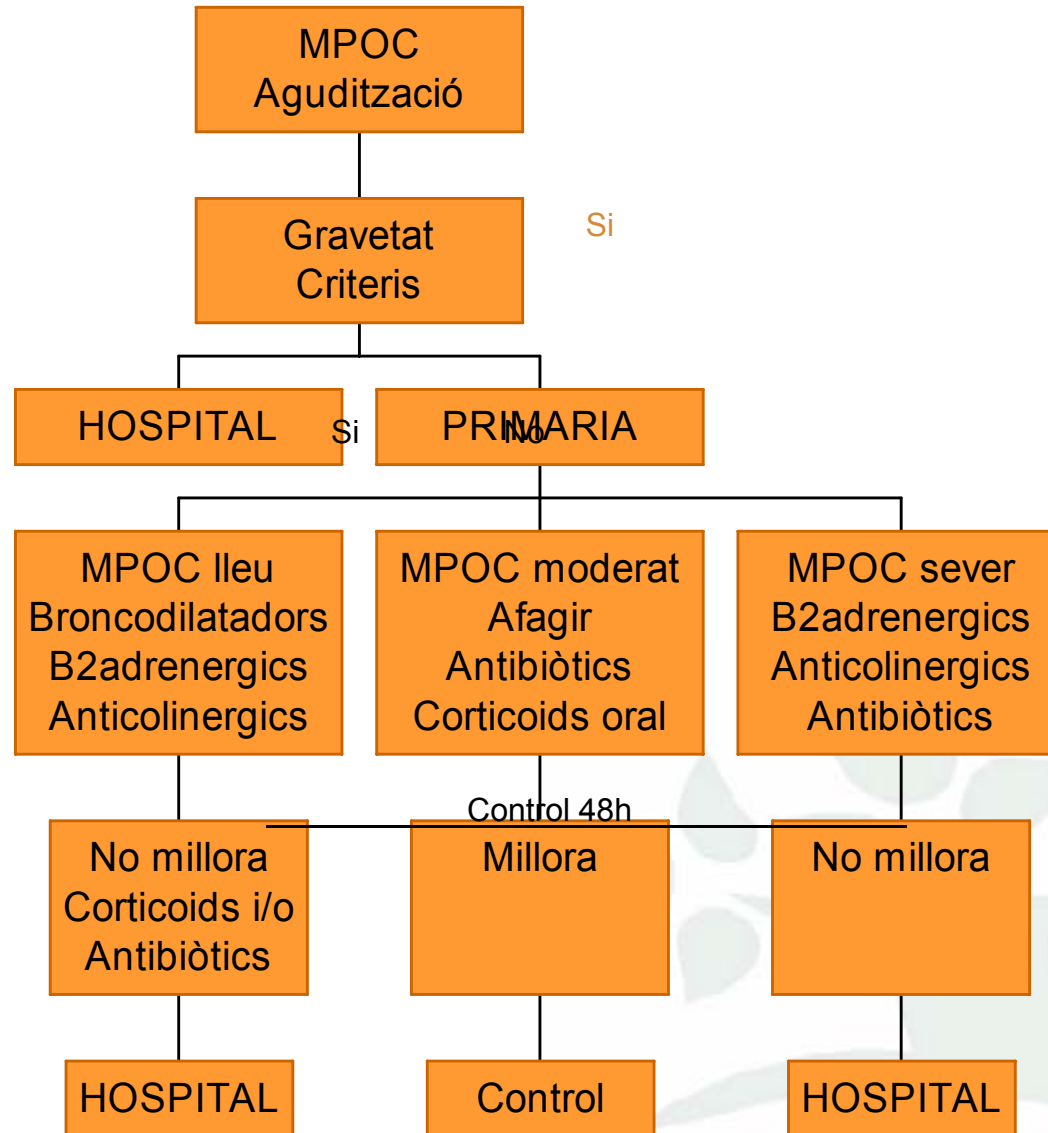 MPOC
Agudització
Gravetat
Criteris
Si
HOSPITAL
Si
PRIMARIA
No
MPOC lleu
Broncodilatadors
B2adrenergics
Anticolinergics
MPOC moderat
Afagir
Antibiòtics
Corticoids oral
MPOC sever
B2adrenergics
Anticolinergics
Antibiòtics
Control 48h
No millora
Corticoids i/o
Antibiòtics
Millora
No millora
HOSPITAL
Control
HOSPITAL